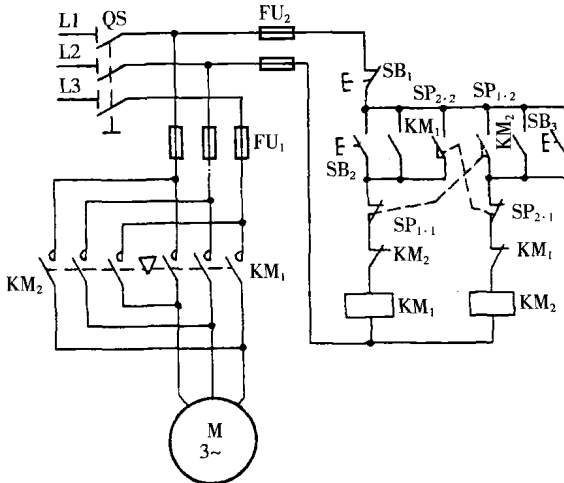 L1
QS
L2
L3
FU₂
SB₁
SP₂₋₂
SP₁₋₂
KM₁
KM₂
SB₃
FU₁
SB₂
SP₁₋₁
SP₂₋₁
KM₂
KM₁
KM₂
KM₁
KM₁
KM₂
M
3~